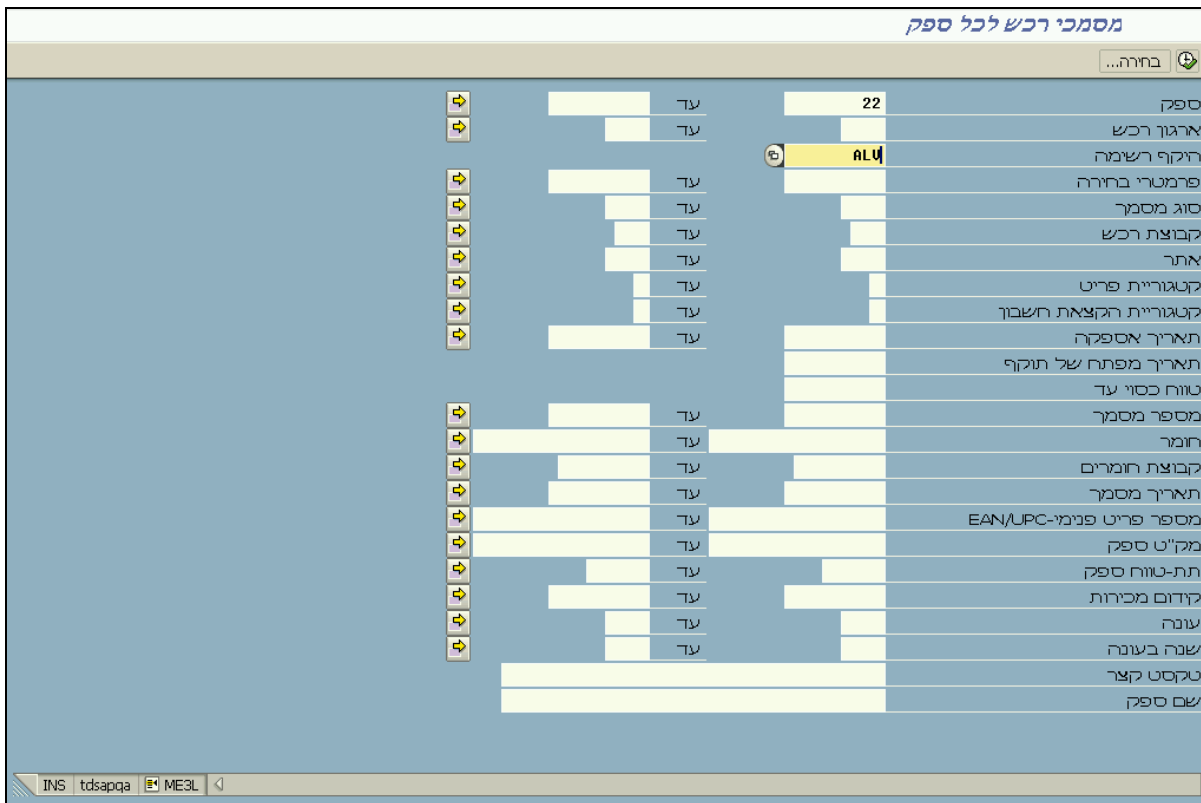 מסמכי רכש לכל ספק
בחירה...
ספק 22 עד
ארגון רכש עד
היקף רשימה ALV
פרמטרי בחירה עד
סוג מסמך עד
קבוצת רכש עד
אתר עד
קטגוריית פריט עד
קטגוריית הקצאת חשבון עד
תאריך אספקה עד
תאריך מפתח של תוקף
טווח כסוי עד
מספר מסמך עד
חומר עד
קבוצת חומרים עד
תאריך מסמך עד
מספר פריט פנימי-EAN/UPC עד
מק"ט ספק עד
תת-טווח ספק עד
קידום מכירות עד
עונה עד
שנה בעונה עד
טקסט קצר
שם ספק
INS tdsapqa ME3L